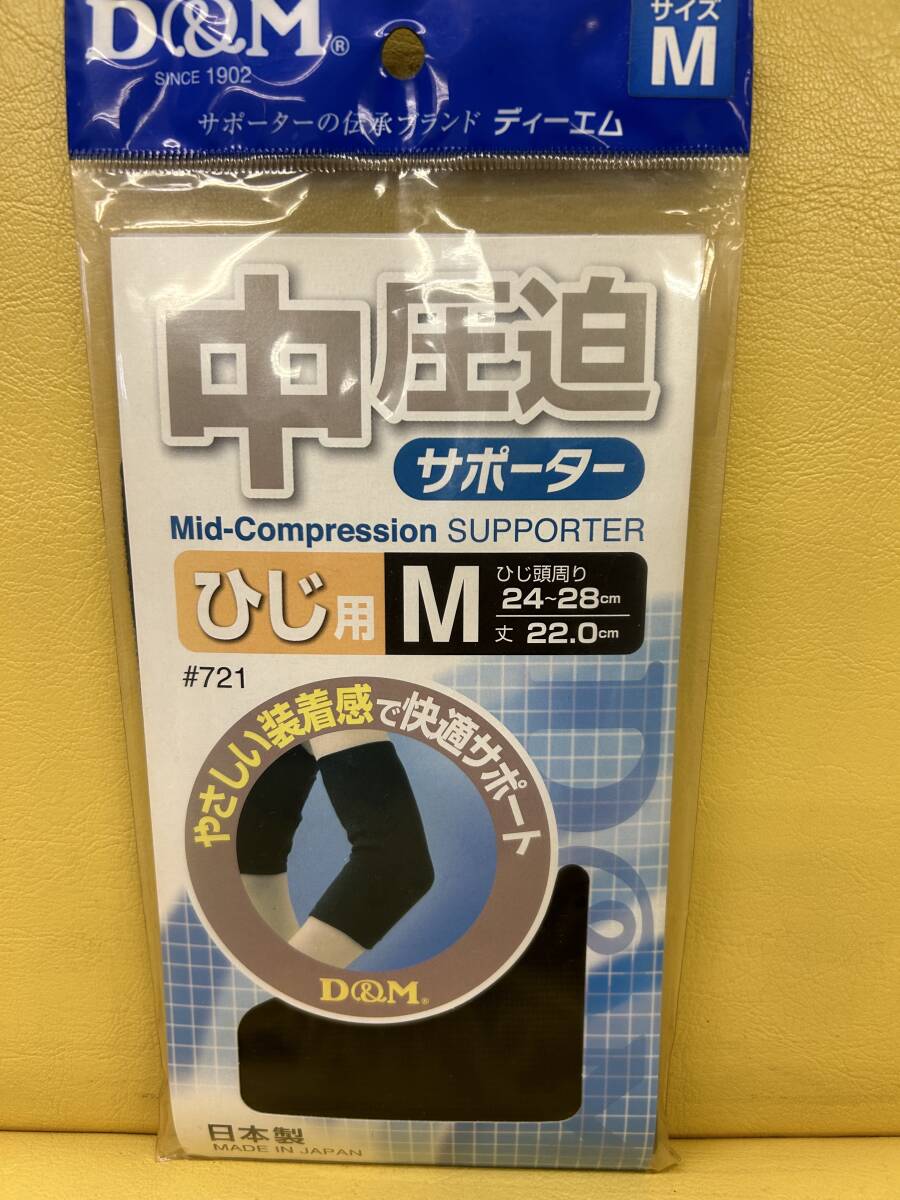 D&M®
SINCE 1902
サイズ
M
サポーターの伝承ブランド ディーエム
中圧迫
サポーター
Mid-Compression SUPPORTER
ひじ用
M
ひじ頭周り
24~28cm
丈 22.0cm
#721
やさしい装着感で快適サポート
D&M®
日本製
MADE IN JAPAN